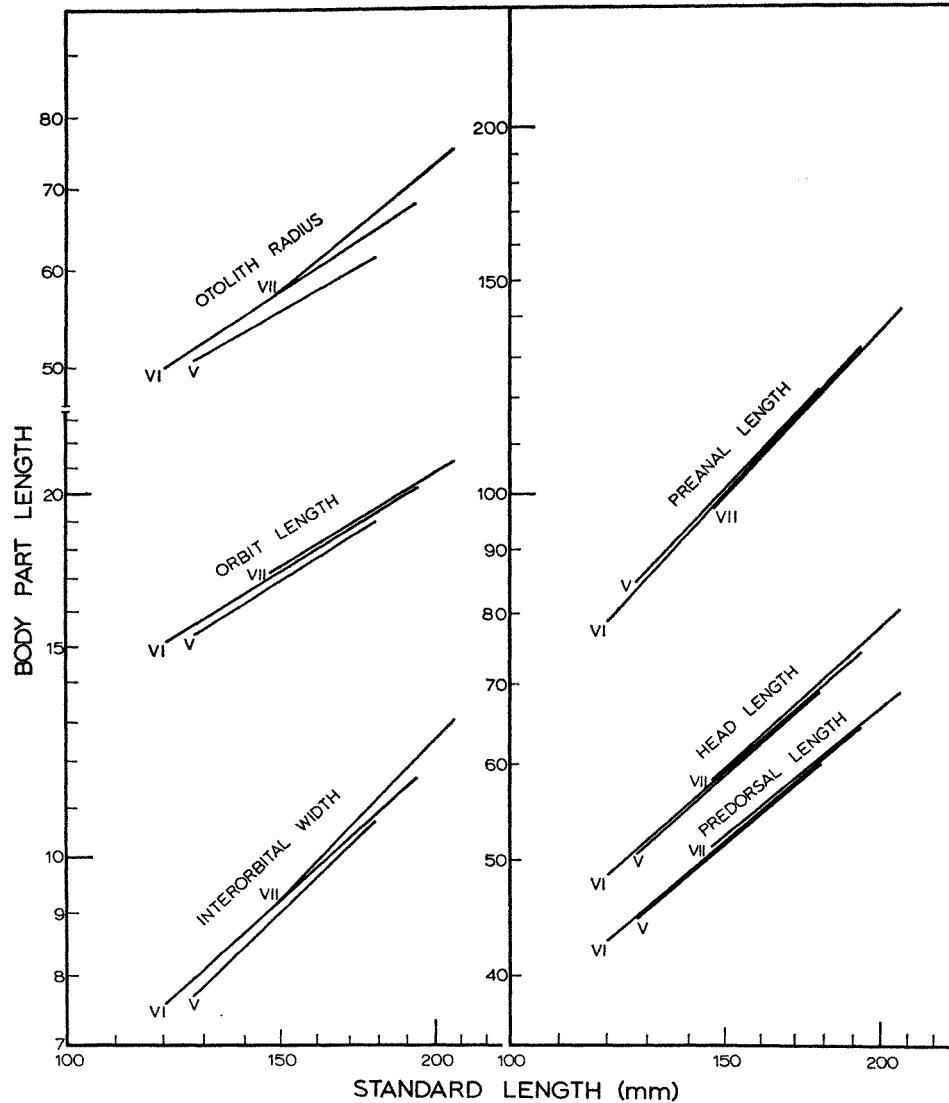 BODY PART LENGTH
80
70
60
50
20
15
10
9
8
7
OTOLITH RADIUS
VII
VI
V
ORBIT LENGTH
VII
VI
V
INTERORBITAL WIDTH
VII
VI
V
100
150
200
200
150
100
90
80
70
60
50
40
PREANAL LENGTH
VII
V
VI
HEAD LENGTH
VII
V
VI
PREDORSAL LENGTH
VII
V
VI
100
150
200
STANDARD LENGTH (mm)